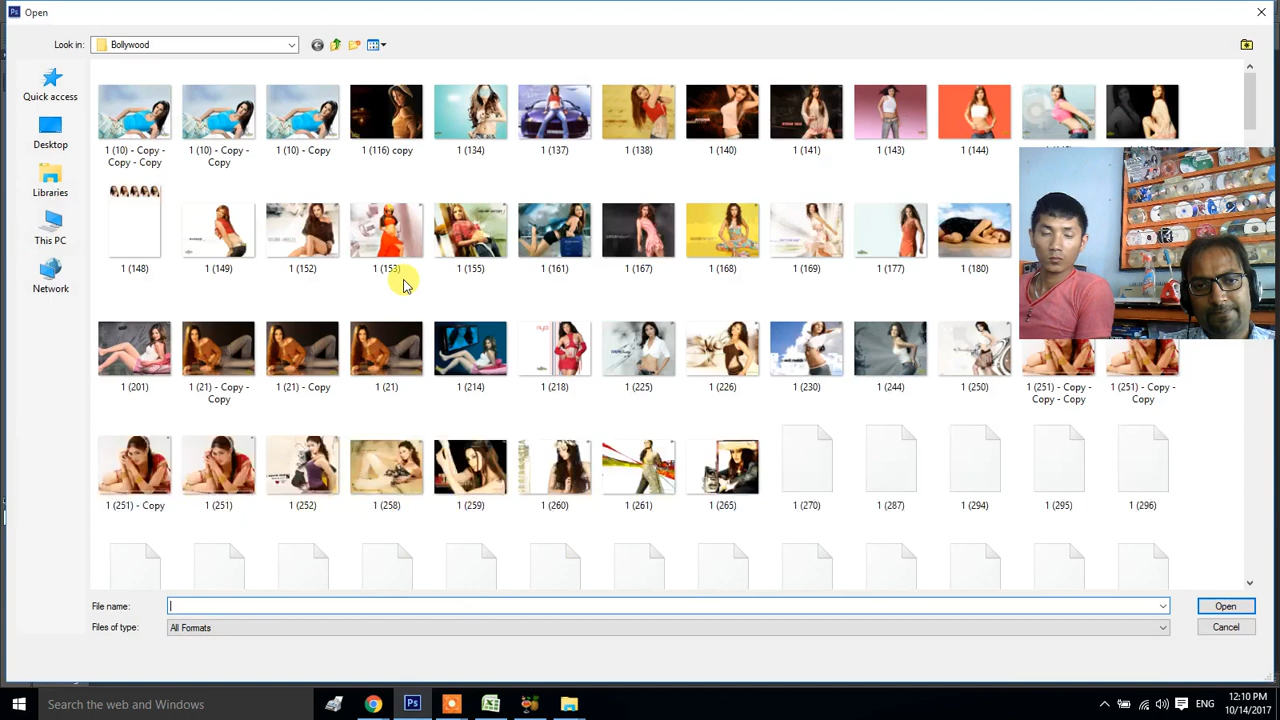 Ps Open
Look in: Bollywood
Quick access
Desktop
Libraries
This PC
Network
1 (10) - Copy - Copy - Copy
1 (10) - Copy - Copy
1 (10) - Copy
1 (116) copy
1 (134)
1 (137)
1 (138)
1 (140)
1 (141)
1 (143)
1 (144)
1 (148)
1 (149)
1 (152)
1 (153)
1 (155)
1 (161)
1 (167)
1 (168)
1 (169)
1 (177)
1 (180)
1 (201)
1 (21) - Copy - Copy
1 (21) - Copy
1 (21)
1 (214)
1 (218)
1 (225)
1 (226)
1 (230)
1 (244)
1 (250)
1 (251) - Copy - Copy - Copy
1 (251) - Copy - Copy
1 (251) - Copy
1 (251)
1 (252)
1 (258)
1 (259)
1 (260)
1 (261)
1 (265)
1 (270)
1 (287)
1 (294)
1 (295)
1 (296)
File name:
Open
Files of type: All Formats
Cancel
Search the web and Windows
Ps
ENG
12:10 PM
10/14/2017